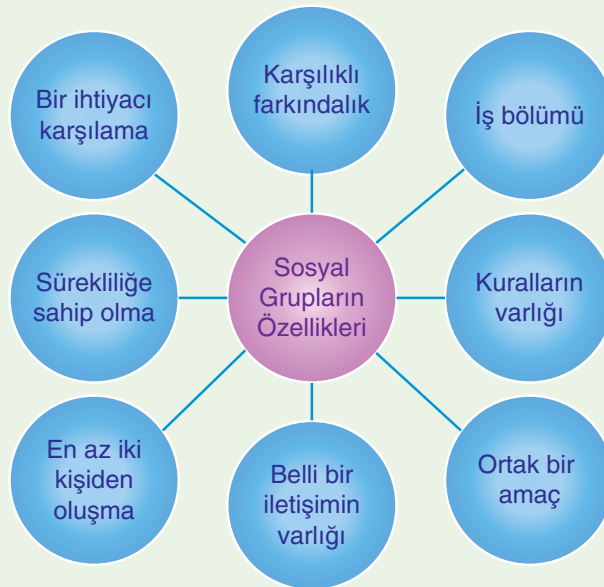 Karşılıklı
farkındalık
Bir ihtiyacı
karşılama
İş bölümü
Sürekliliğe
sahip olma
Sosyal
Grupların
Özellikleri
Kuralların
varlığı
En az iki
kişiden
oluşma
Belli bir
iletişimin
varlığı
Ortak bir
amaç